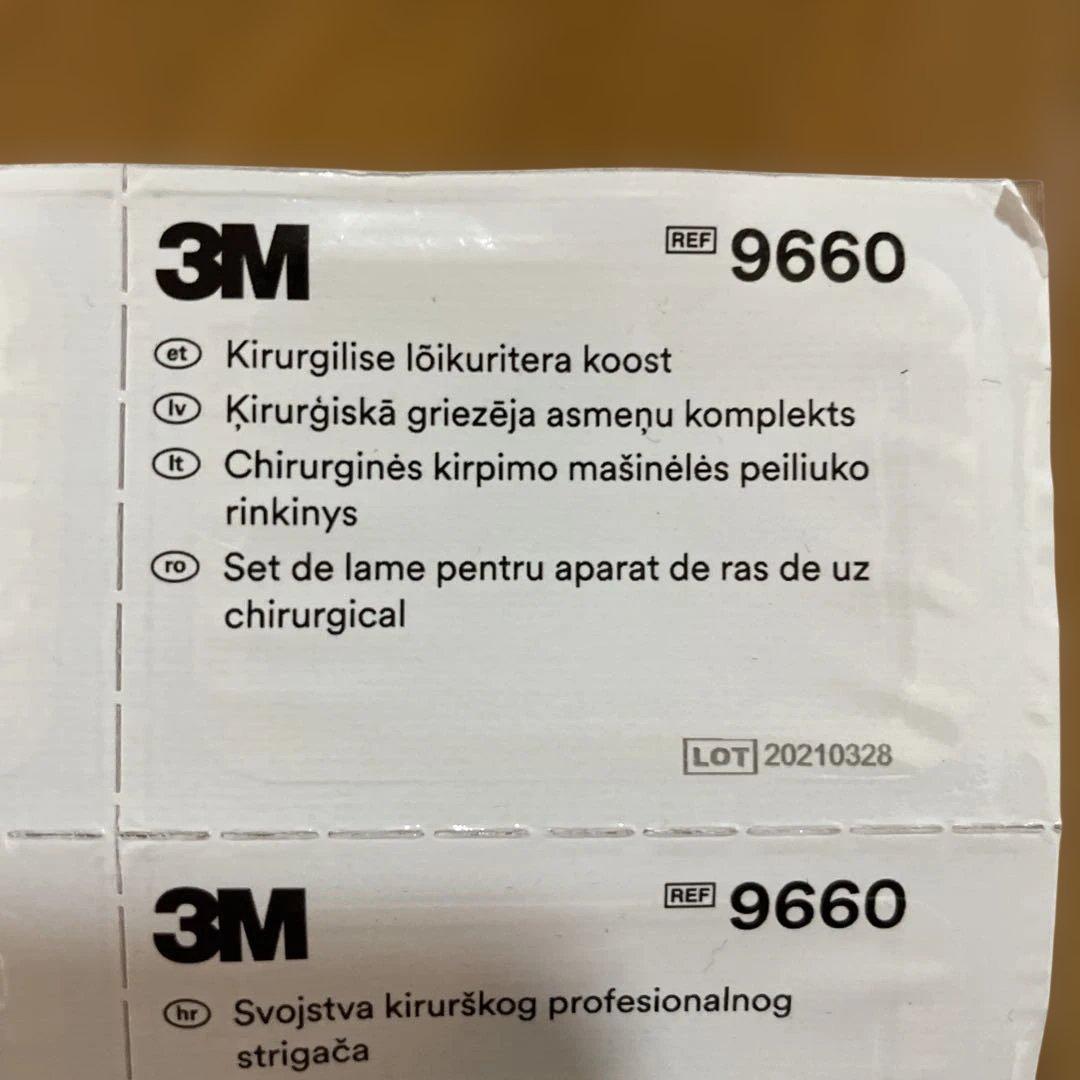 3M REF 9660
et Kirurgilise lõikuritera koost
lv Ķirurģiskā griezēja asmeņu komplekts
lt Chirurginės kirpimo mašinėlės peiliuko
rinkinys
ro Set de lame pentru aparat de ras de uz
chirurgical
LOT 20210328
3M REF 9660
hr Svojstva kirurškog profesionalnog
strigača